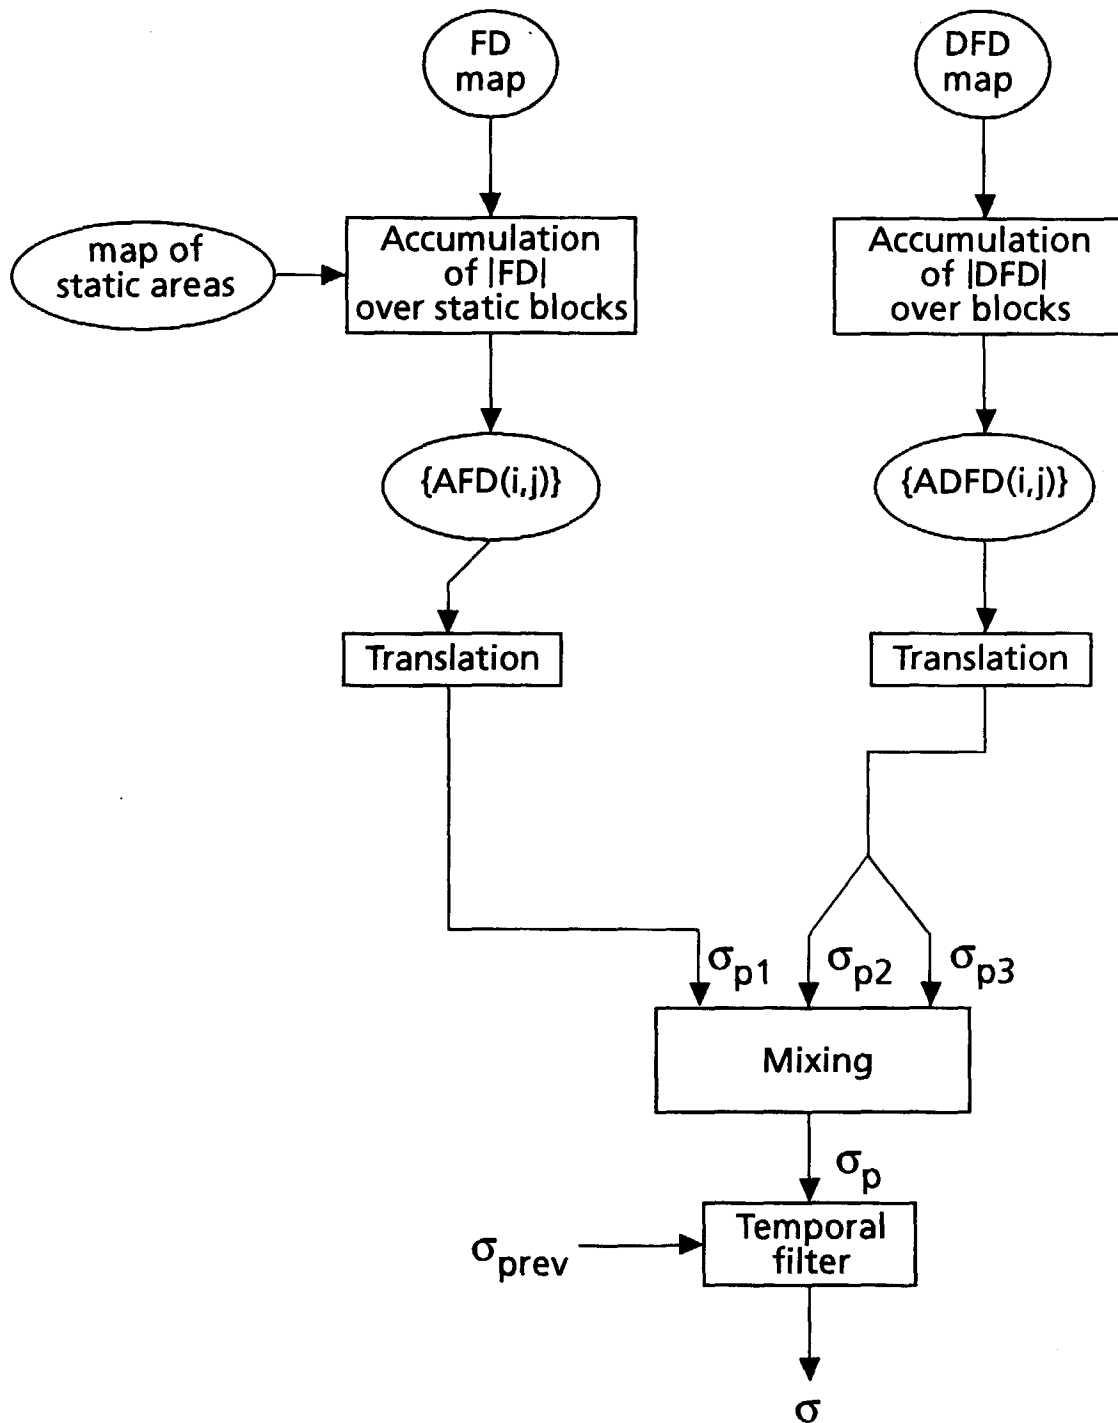 FD
map
DFD
map
map of
static areas
Accumulation
of |FD|
over static blocks
Accumulation
of |DFD|
over blocks
{AFD(i,j)}
{ADFD(i,j)}
Translation
Translation
σp1
σp2
σp3
Mixing
σp
σprev
Temporal
filter
σ